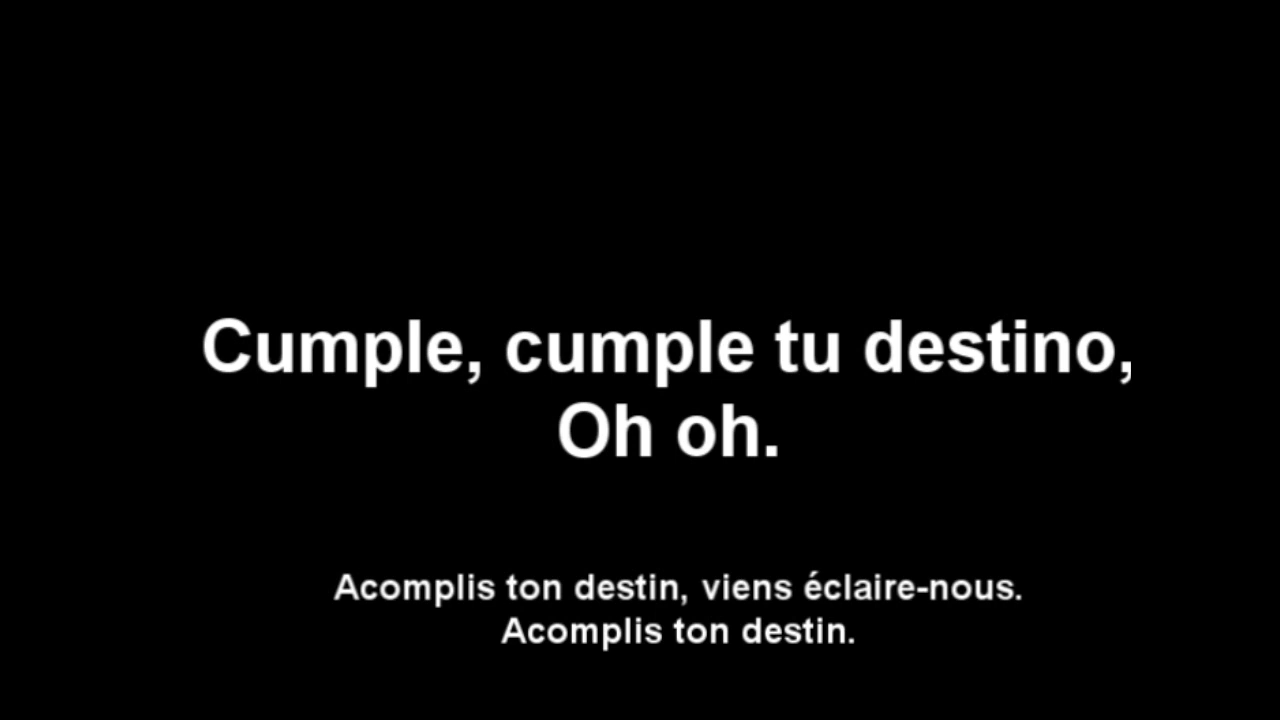 Cumple, cumple tu destino,
Oh oh.
Acomplis ton destin, viens éclaire-nous.
Acomplis ton destin.